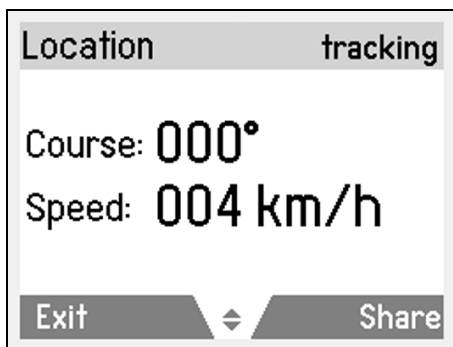 Location tracking
Course: 000°
Speed: 004 km/h
Exit Share